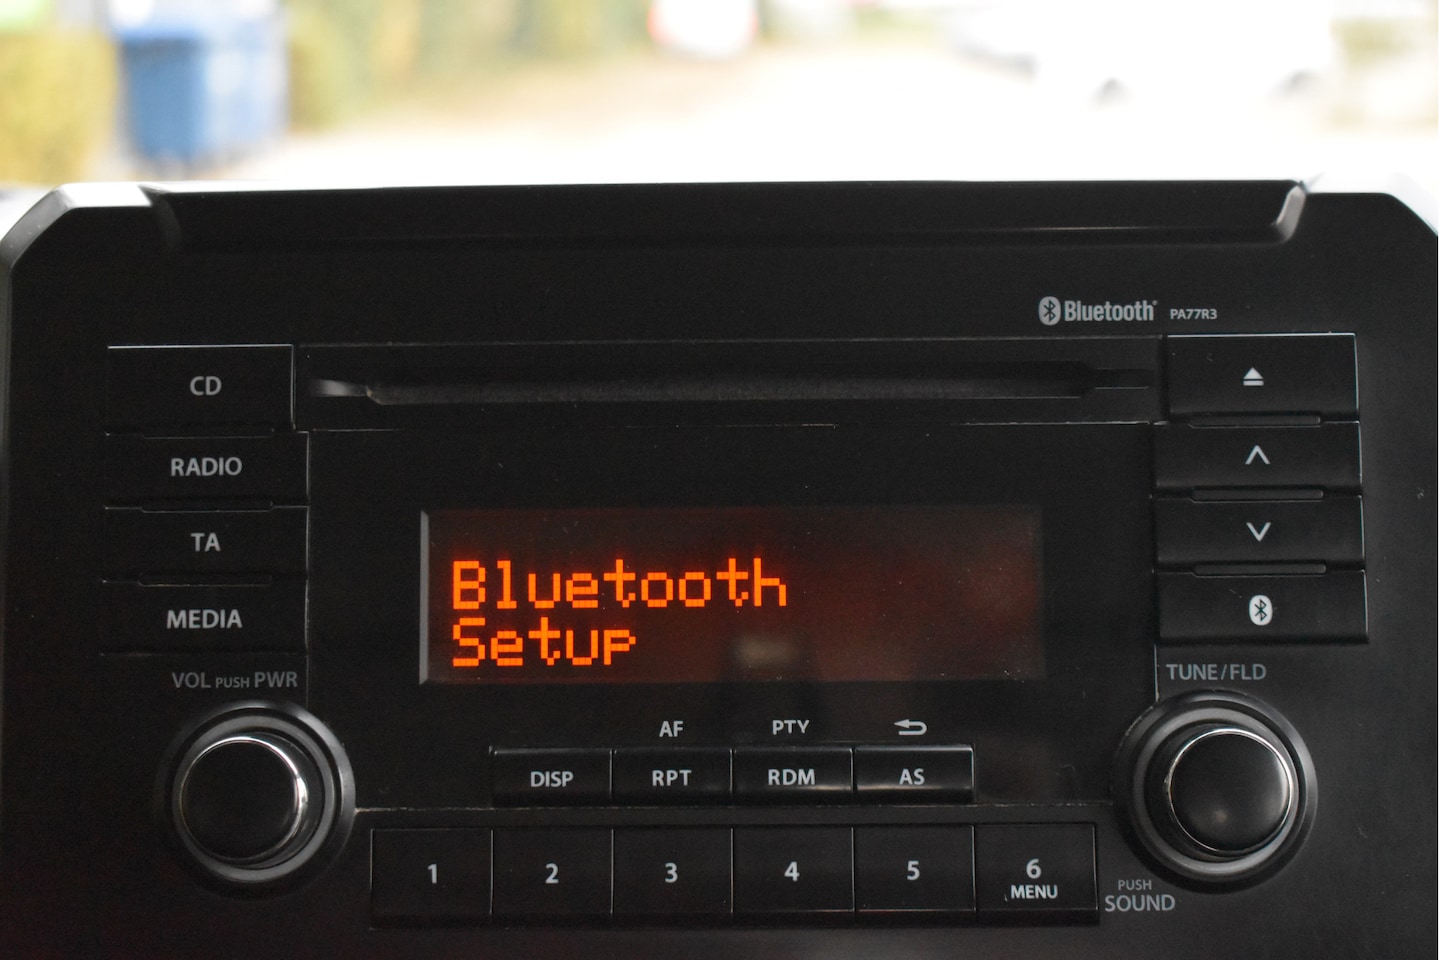 Bluetooth® PA77R3
CD
RADIO
TA
MEDIA
Bluetooth
Setup
VOL PUSH PWR
TUNE/FLD
AF PTY
DISP RPT RDM AS
1 2 3 4 5 6
MENU
PUSH
SOUND